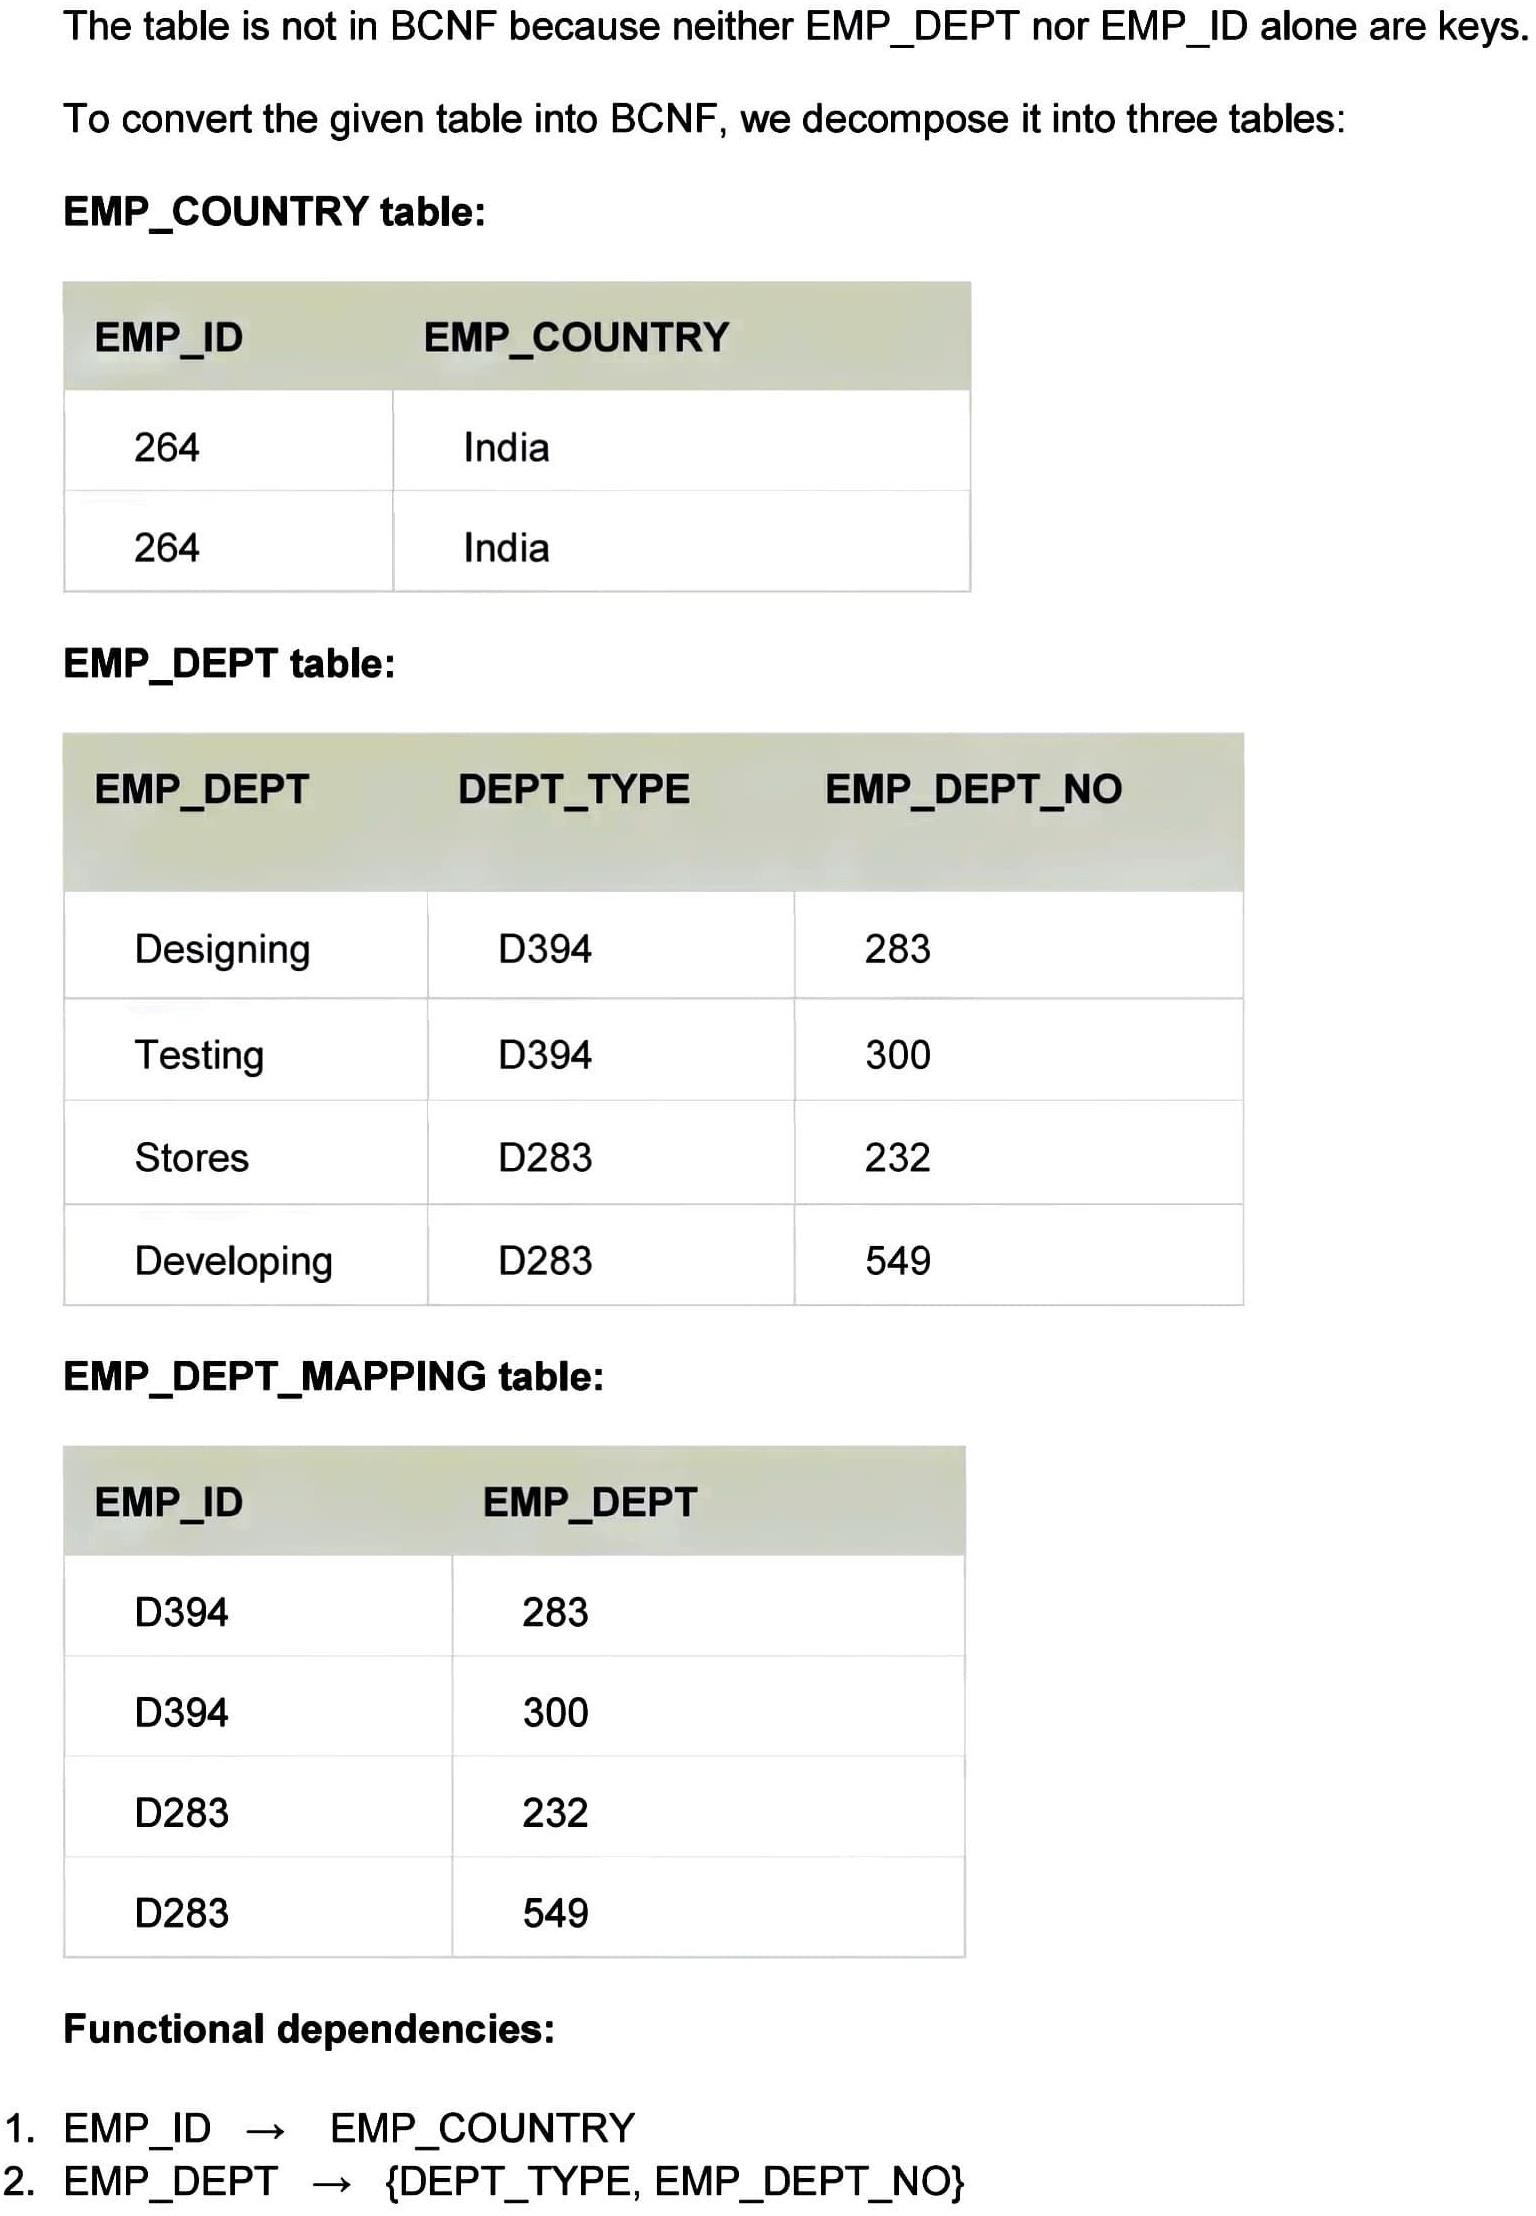 The table is not in BCNF because neither EMP_DEPT nor EMP_ID alone are keys.
To convert the given table into BCNF, we decompose it into three tables:
EMP_COUNTRY table:
EMP_ID EMP_COUNTRY
264 India
264 India
EMP_DEPT table:
EMP_DEPT DEPT_TYPE EMP_DEPT_NO
Designing D394 283
Testing D394 300
Stores D283 232
Developing D283 549
EMP_DEPT_MAPPING table:
EMP_ID EMP_DEPT
D394 283
D394 300
D283 232
D283 549
Functional dependencies:
1. EMP_ID → EMP_COUNTRY
2. EMP_DEPT → {DEPT_TYPE, EMP_DEPT_NO}